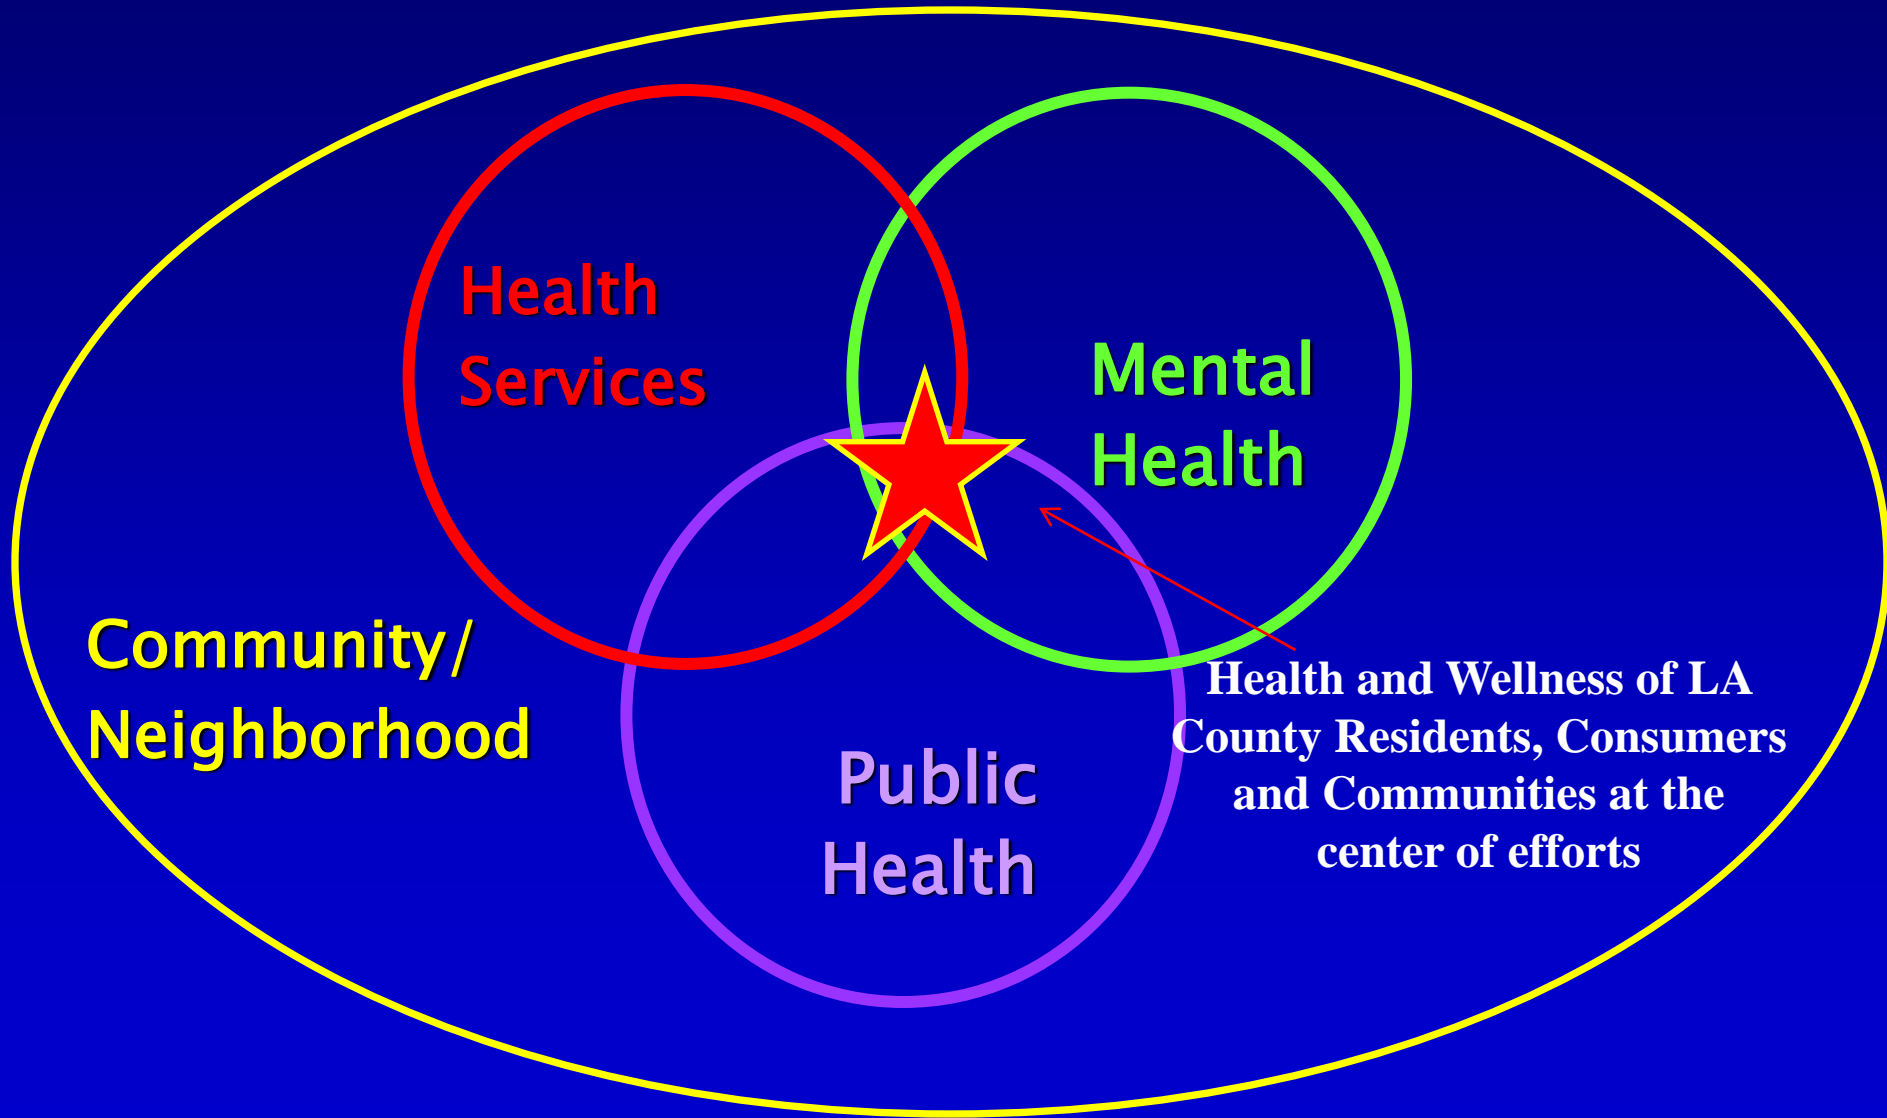 Health
Services
Mental
Health
Community/
Neighborhood
Public
Health
Health and Wellness of LA
County Residents, Consumers
and Communities at the
center of efforts